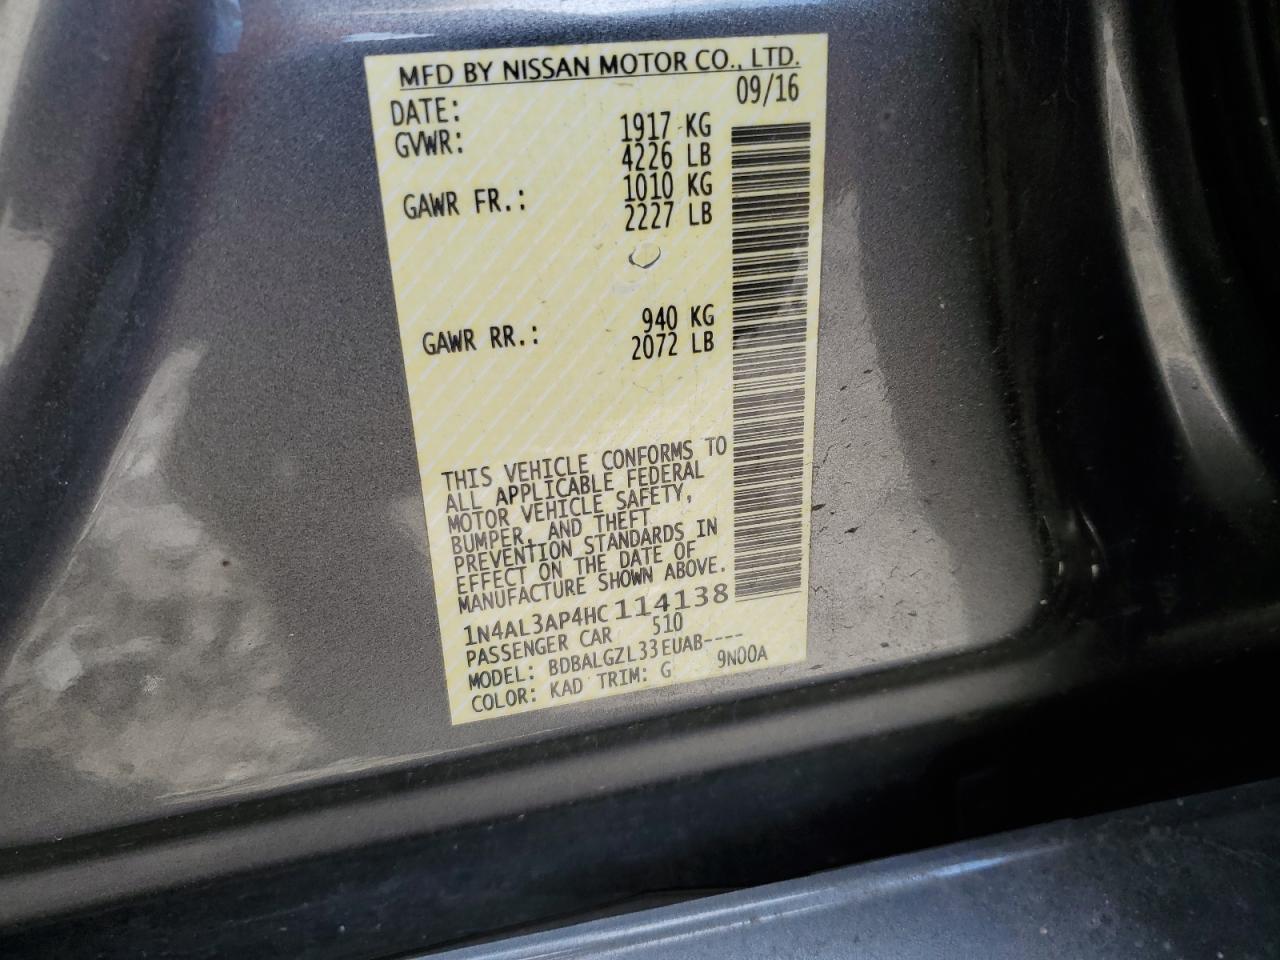 MFD BY NISSAN MOTOR CO., LTD.
DATE: 09/16
GVWR: 1917 KG
4226 LB
GAWR FR.: 1010 KG
2227 LB
GAWR RR.: 940 KG
2072 LB
THIS VEHICLE CONFORMS TO
ALL APPLICABLE FEDERAL
MOTOR VEHICLE SAFETY,
BUMPER, AND THEFT
PREVENTION STANDARDS IN
EFFECT ON THE DATE OF
MANUFACTURE SHOWN ABOVE.
1N4AL3AP4HC114138
PASSENGER CAR 510
MODEL: BDBALGZL33EUAB----
COLOR: KAD TRIM: G 9N00A